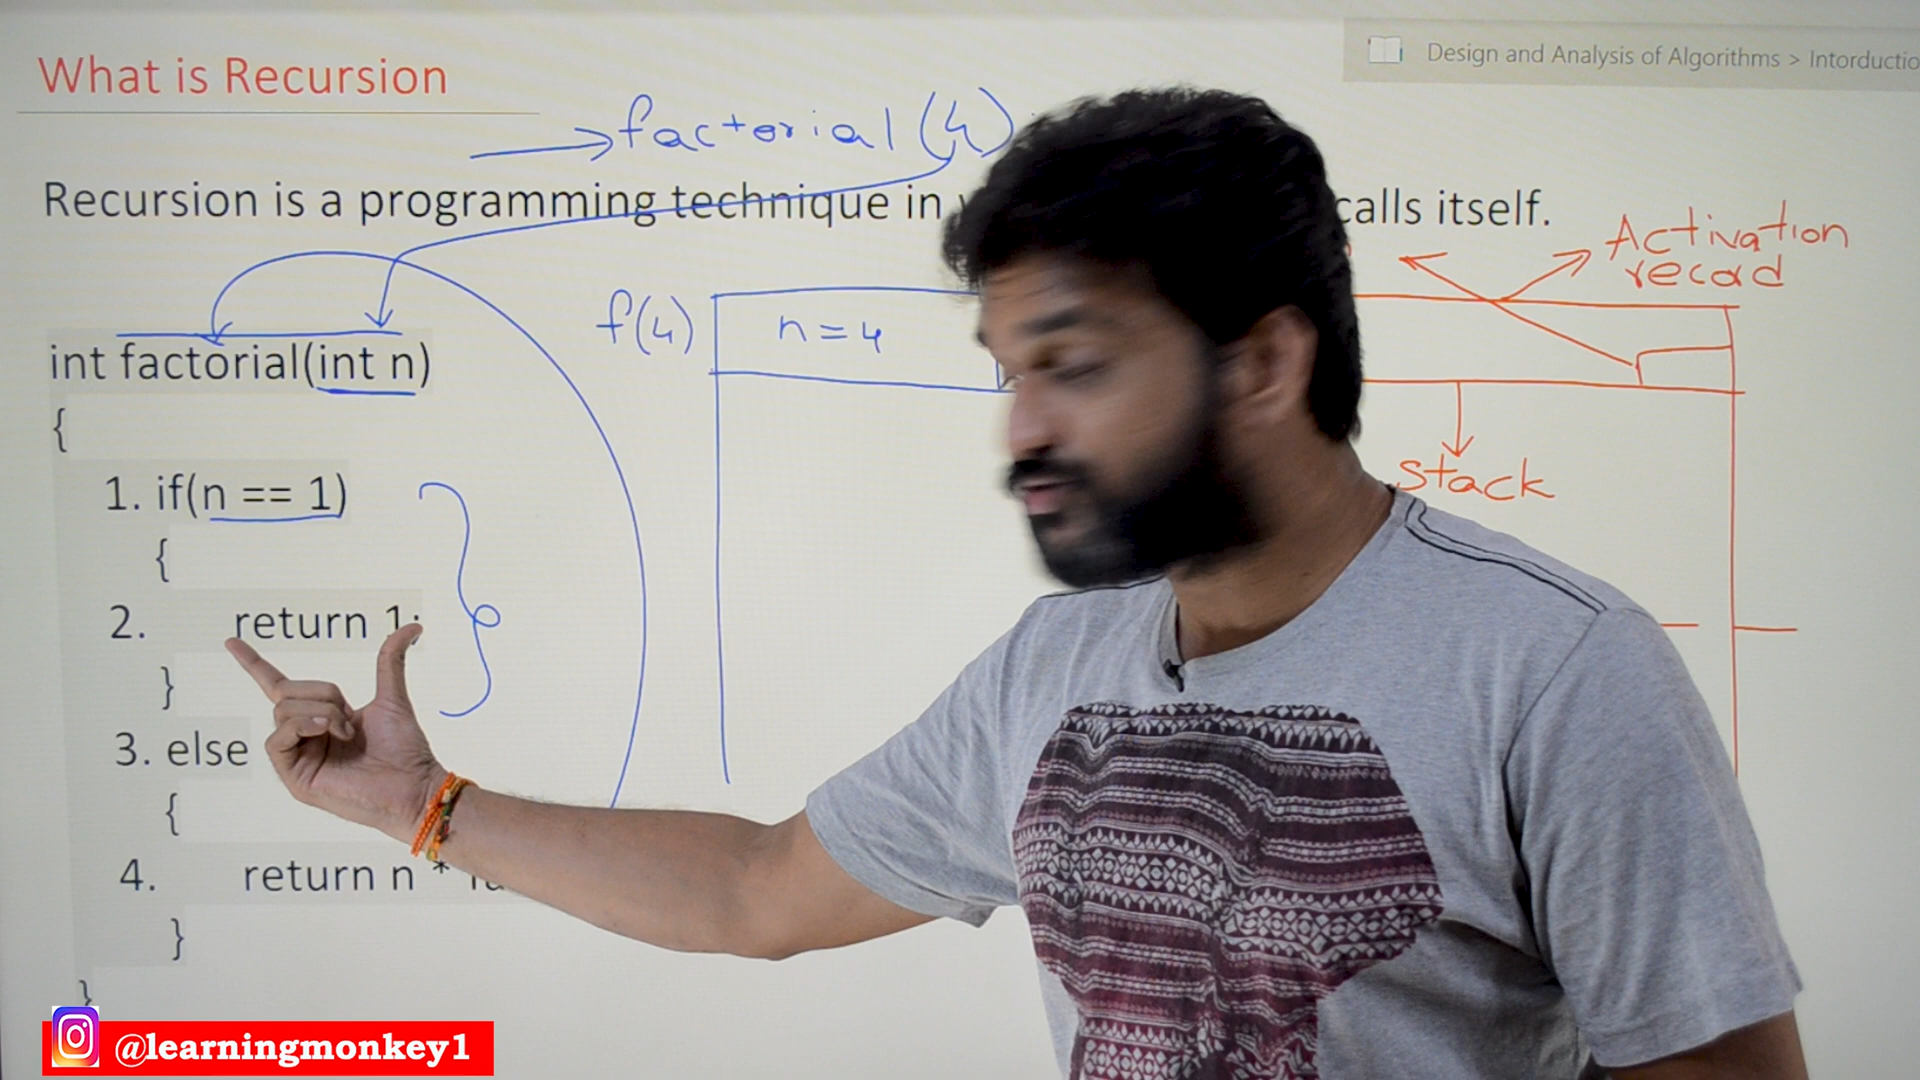 What is Recursion
Design and Analysis of Algorithms > Intorductio
factorial (4)
Recursion is a programming technique in calls itself.
Activation
recod
f(4)
n = 4
int factorial(int n)
{
1. if(n == 1)
stack
{
2. return 1;
}
3. else
{
4. return n *
}
}
@learningmonkey1